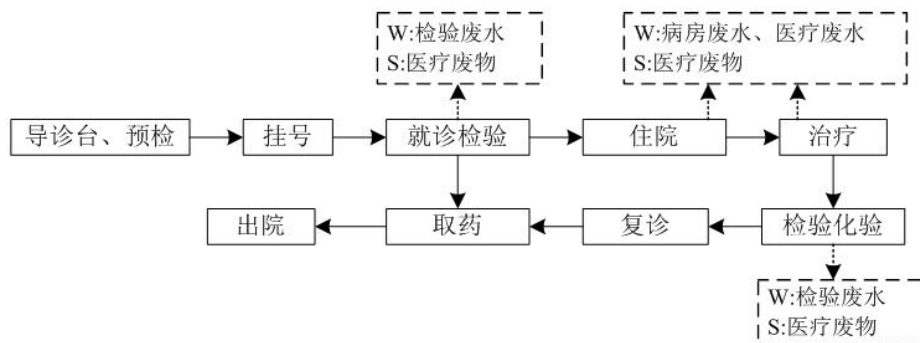 W:检验废水
S:医疗废物
W:病房废水、医疗废水
S:医疗废物
导诊台、预检
挂号
就诊检验
住院
治疗
出院
取药
复诊
检验化验
W:检验废水
S:医疗废物